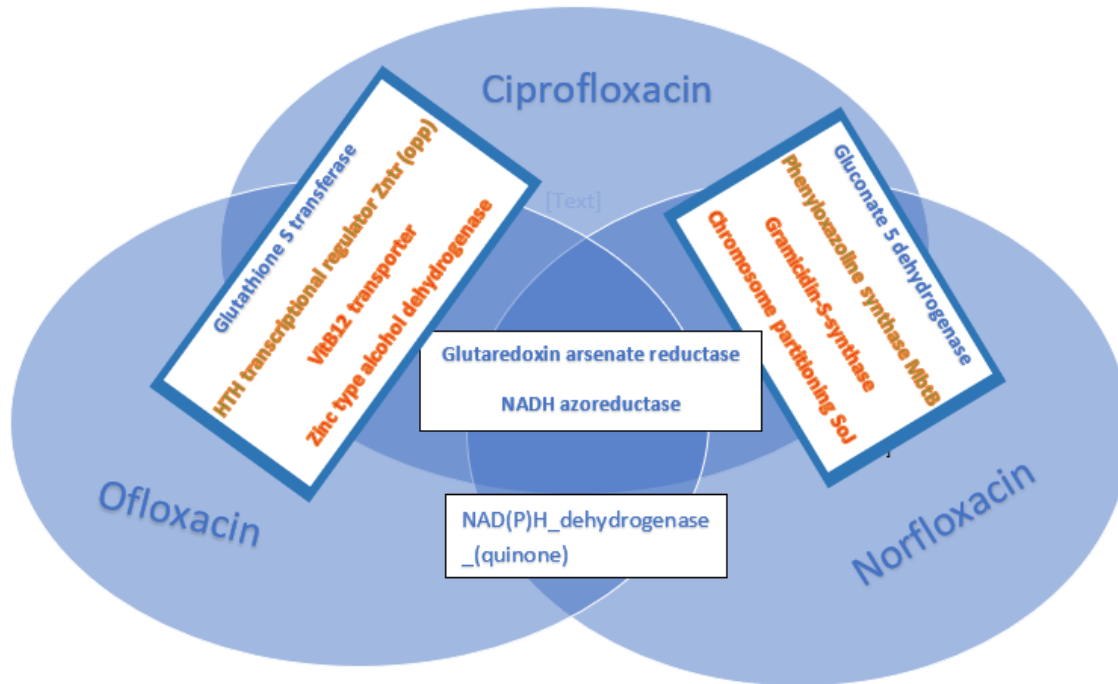 Ciprofloxacin
[Text]
Glutathione S transferase
HTH transcriptional regulator Zntr (opp)
VitB12 transporter
Zinc type alcohol dehydrogenase
Gluconate 5 dehydrogenase
Phenyloxazoline synthase MbtB
Gramicidin-S-synthase
Chromosome partitioning SoJ
Glutaredoxin arsenate reductase
NADH azoreductase
]
Ofloxacin
NAD(P)H_dehydrogenase
_(quinone)
Norfloxacin